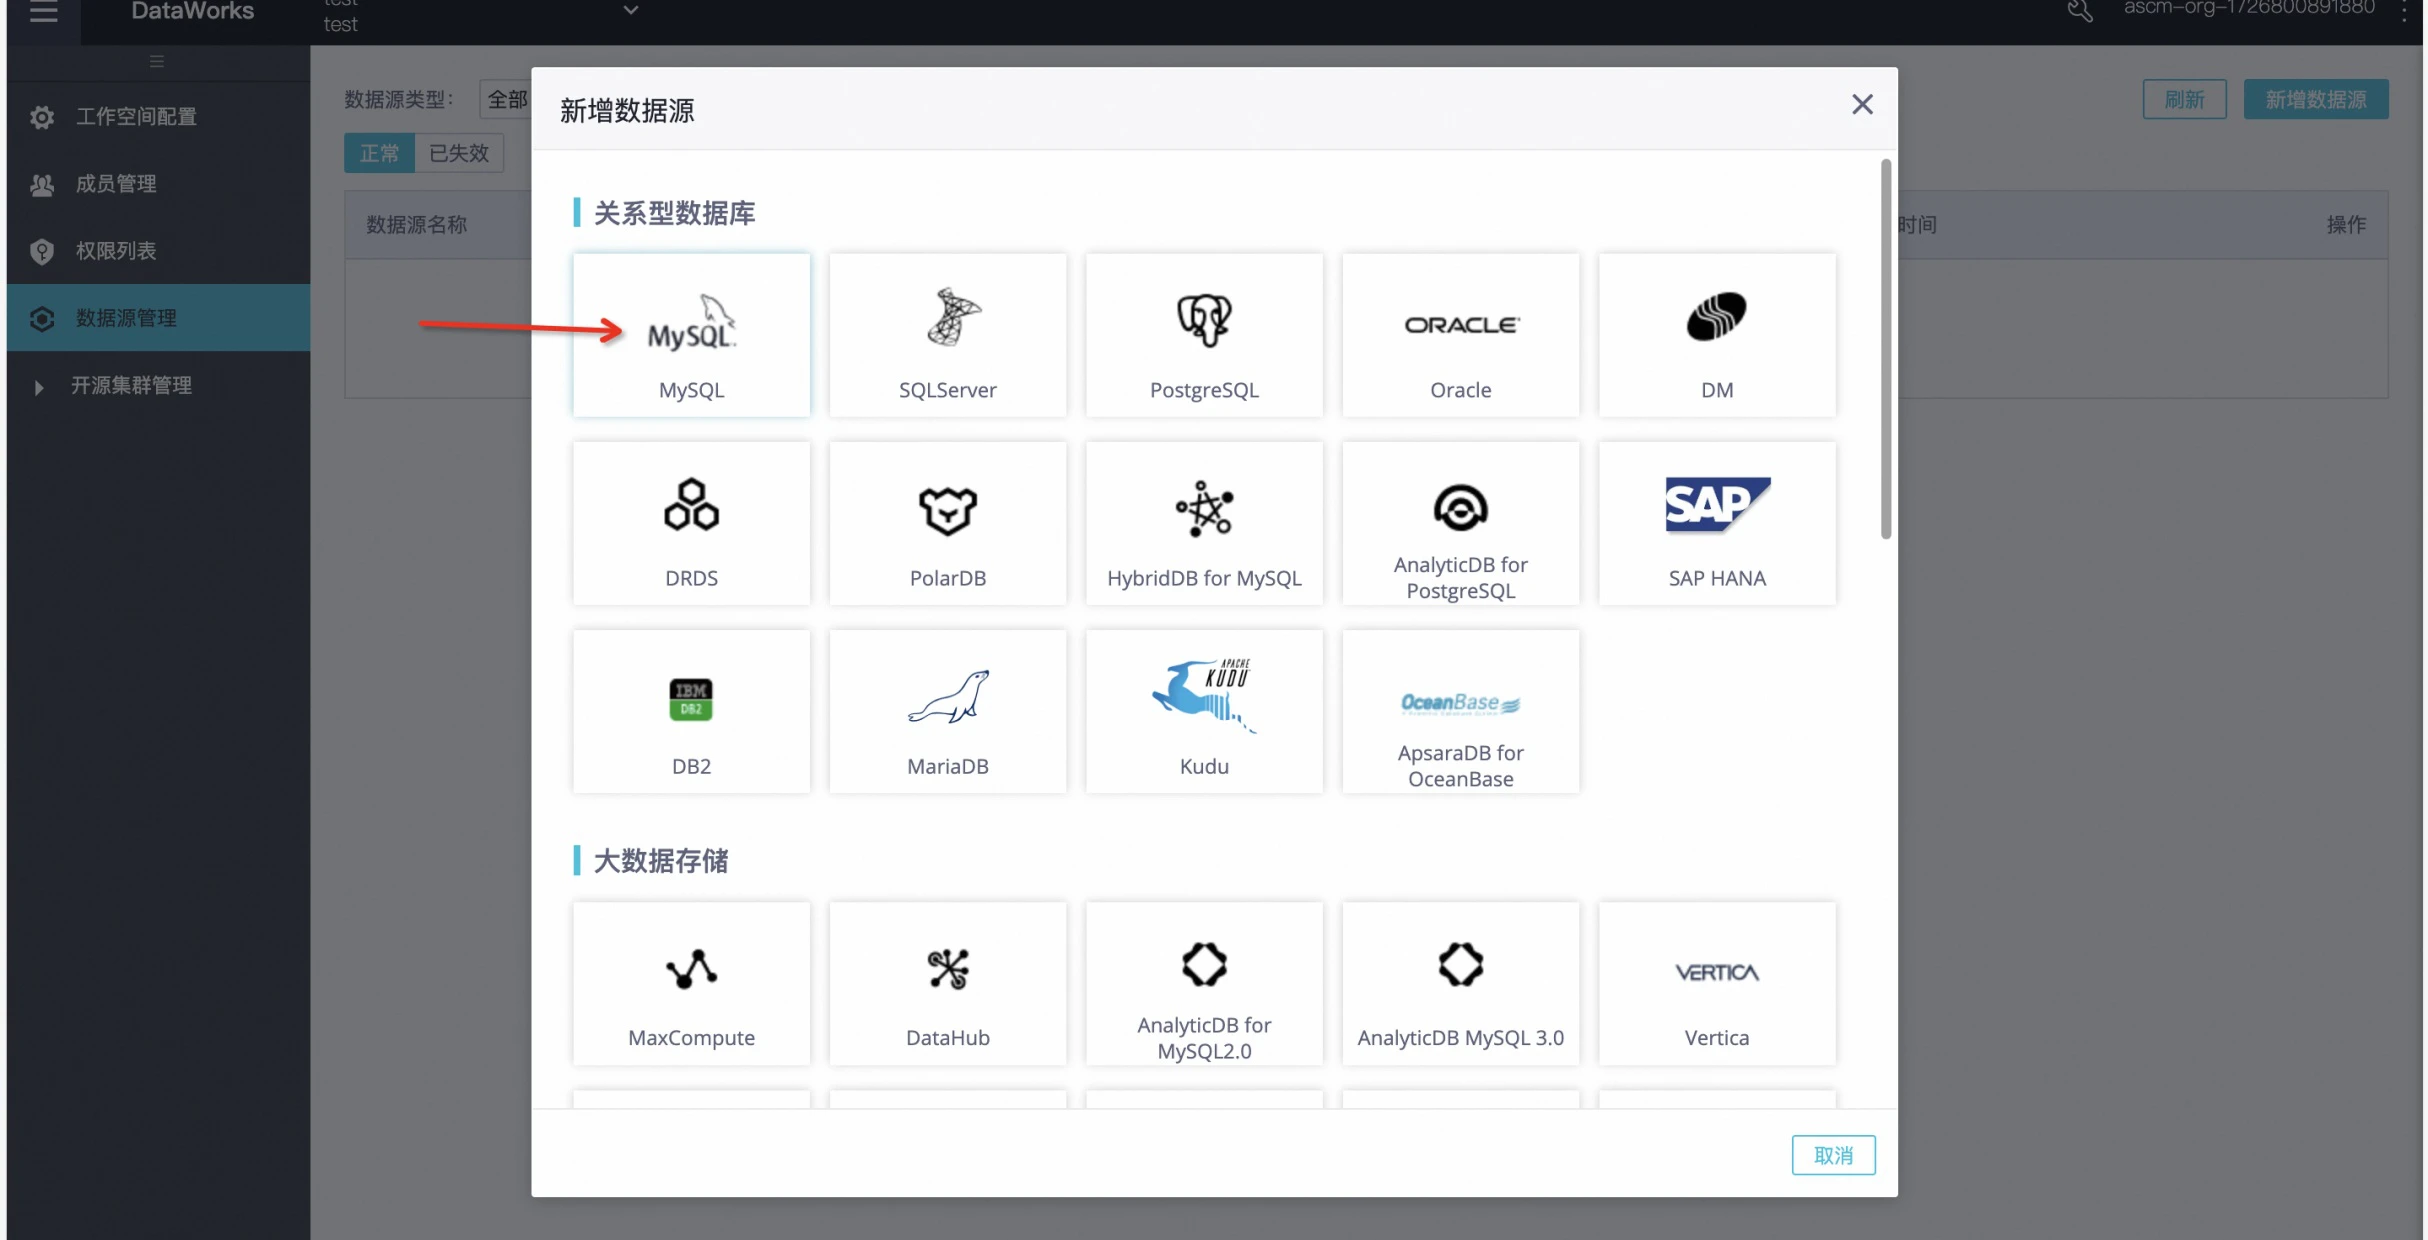 DataWorks
test
test
ascm-org-1726800891880
工作空间配置
成员管理
权限列表
数据源管理
开源集群管理
数据源类型：
全部
刷新
新增数据源
正常
已失效
数据源名称
时间
操作
新增数据源
关系型数据库
MySQL
MySQL
SQLServer
PostgreSQL
ORACLE
Oracle
DM
DRDS
PolarDB
HybridDB for MySQL
AnalyticDB for
PostgreSQL
SAP
SAP HANA
IBM
DB2
DB2
MariaDB
APACHE
KUDU
Kudu
OceanBase
ApsaraDB for
OceanBase
大数据存储
MaxCompute
DataHub
AnalyticDB for
MySQL2.0
AnalyticDB MySQL 3.0
VERTICA
Vertica
取消